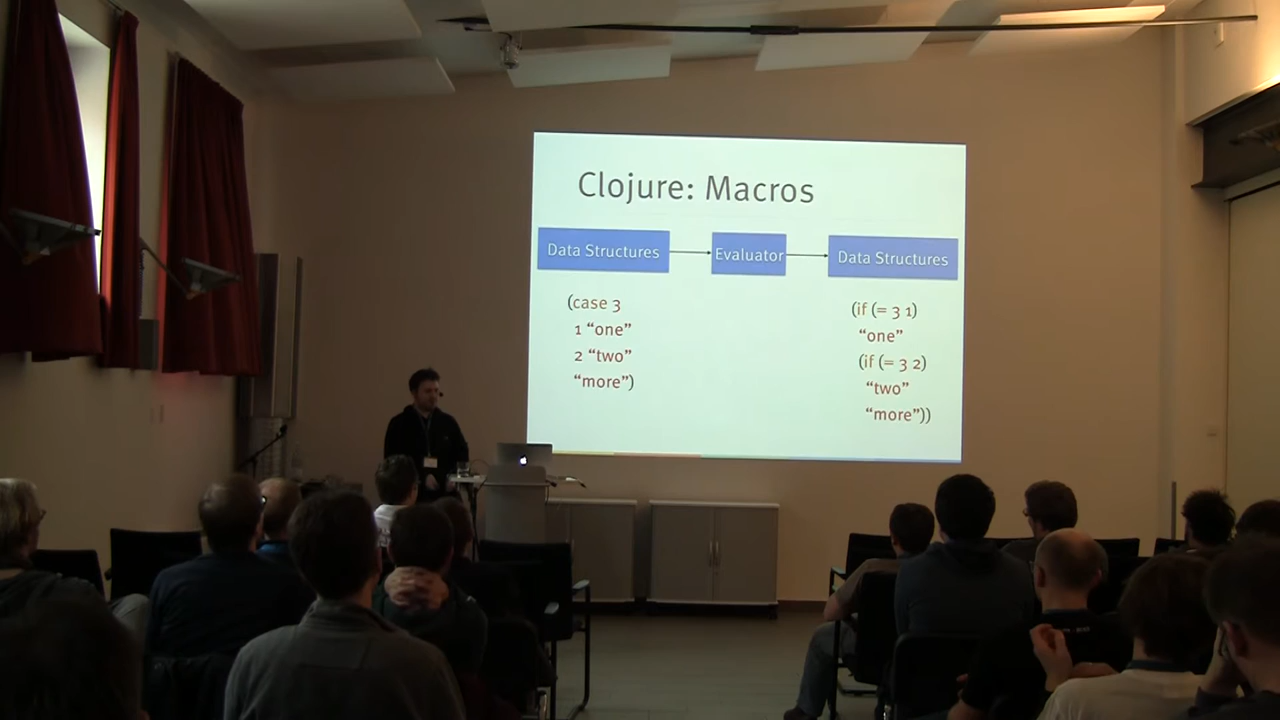 Clojure: Macros
Data Structures
Evaluator
Data Structures
(case 3
1 “one”
2 “two”
“more”)
(if (= 3 1)
“one”
(if (= 3 2)
“two”
“more”))